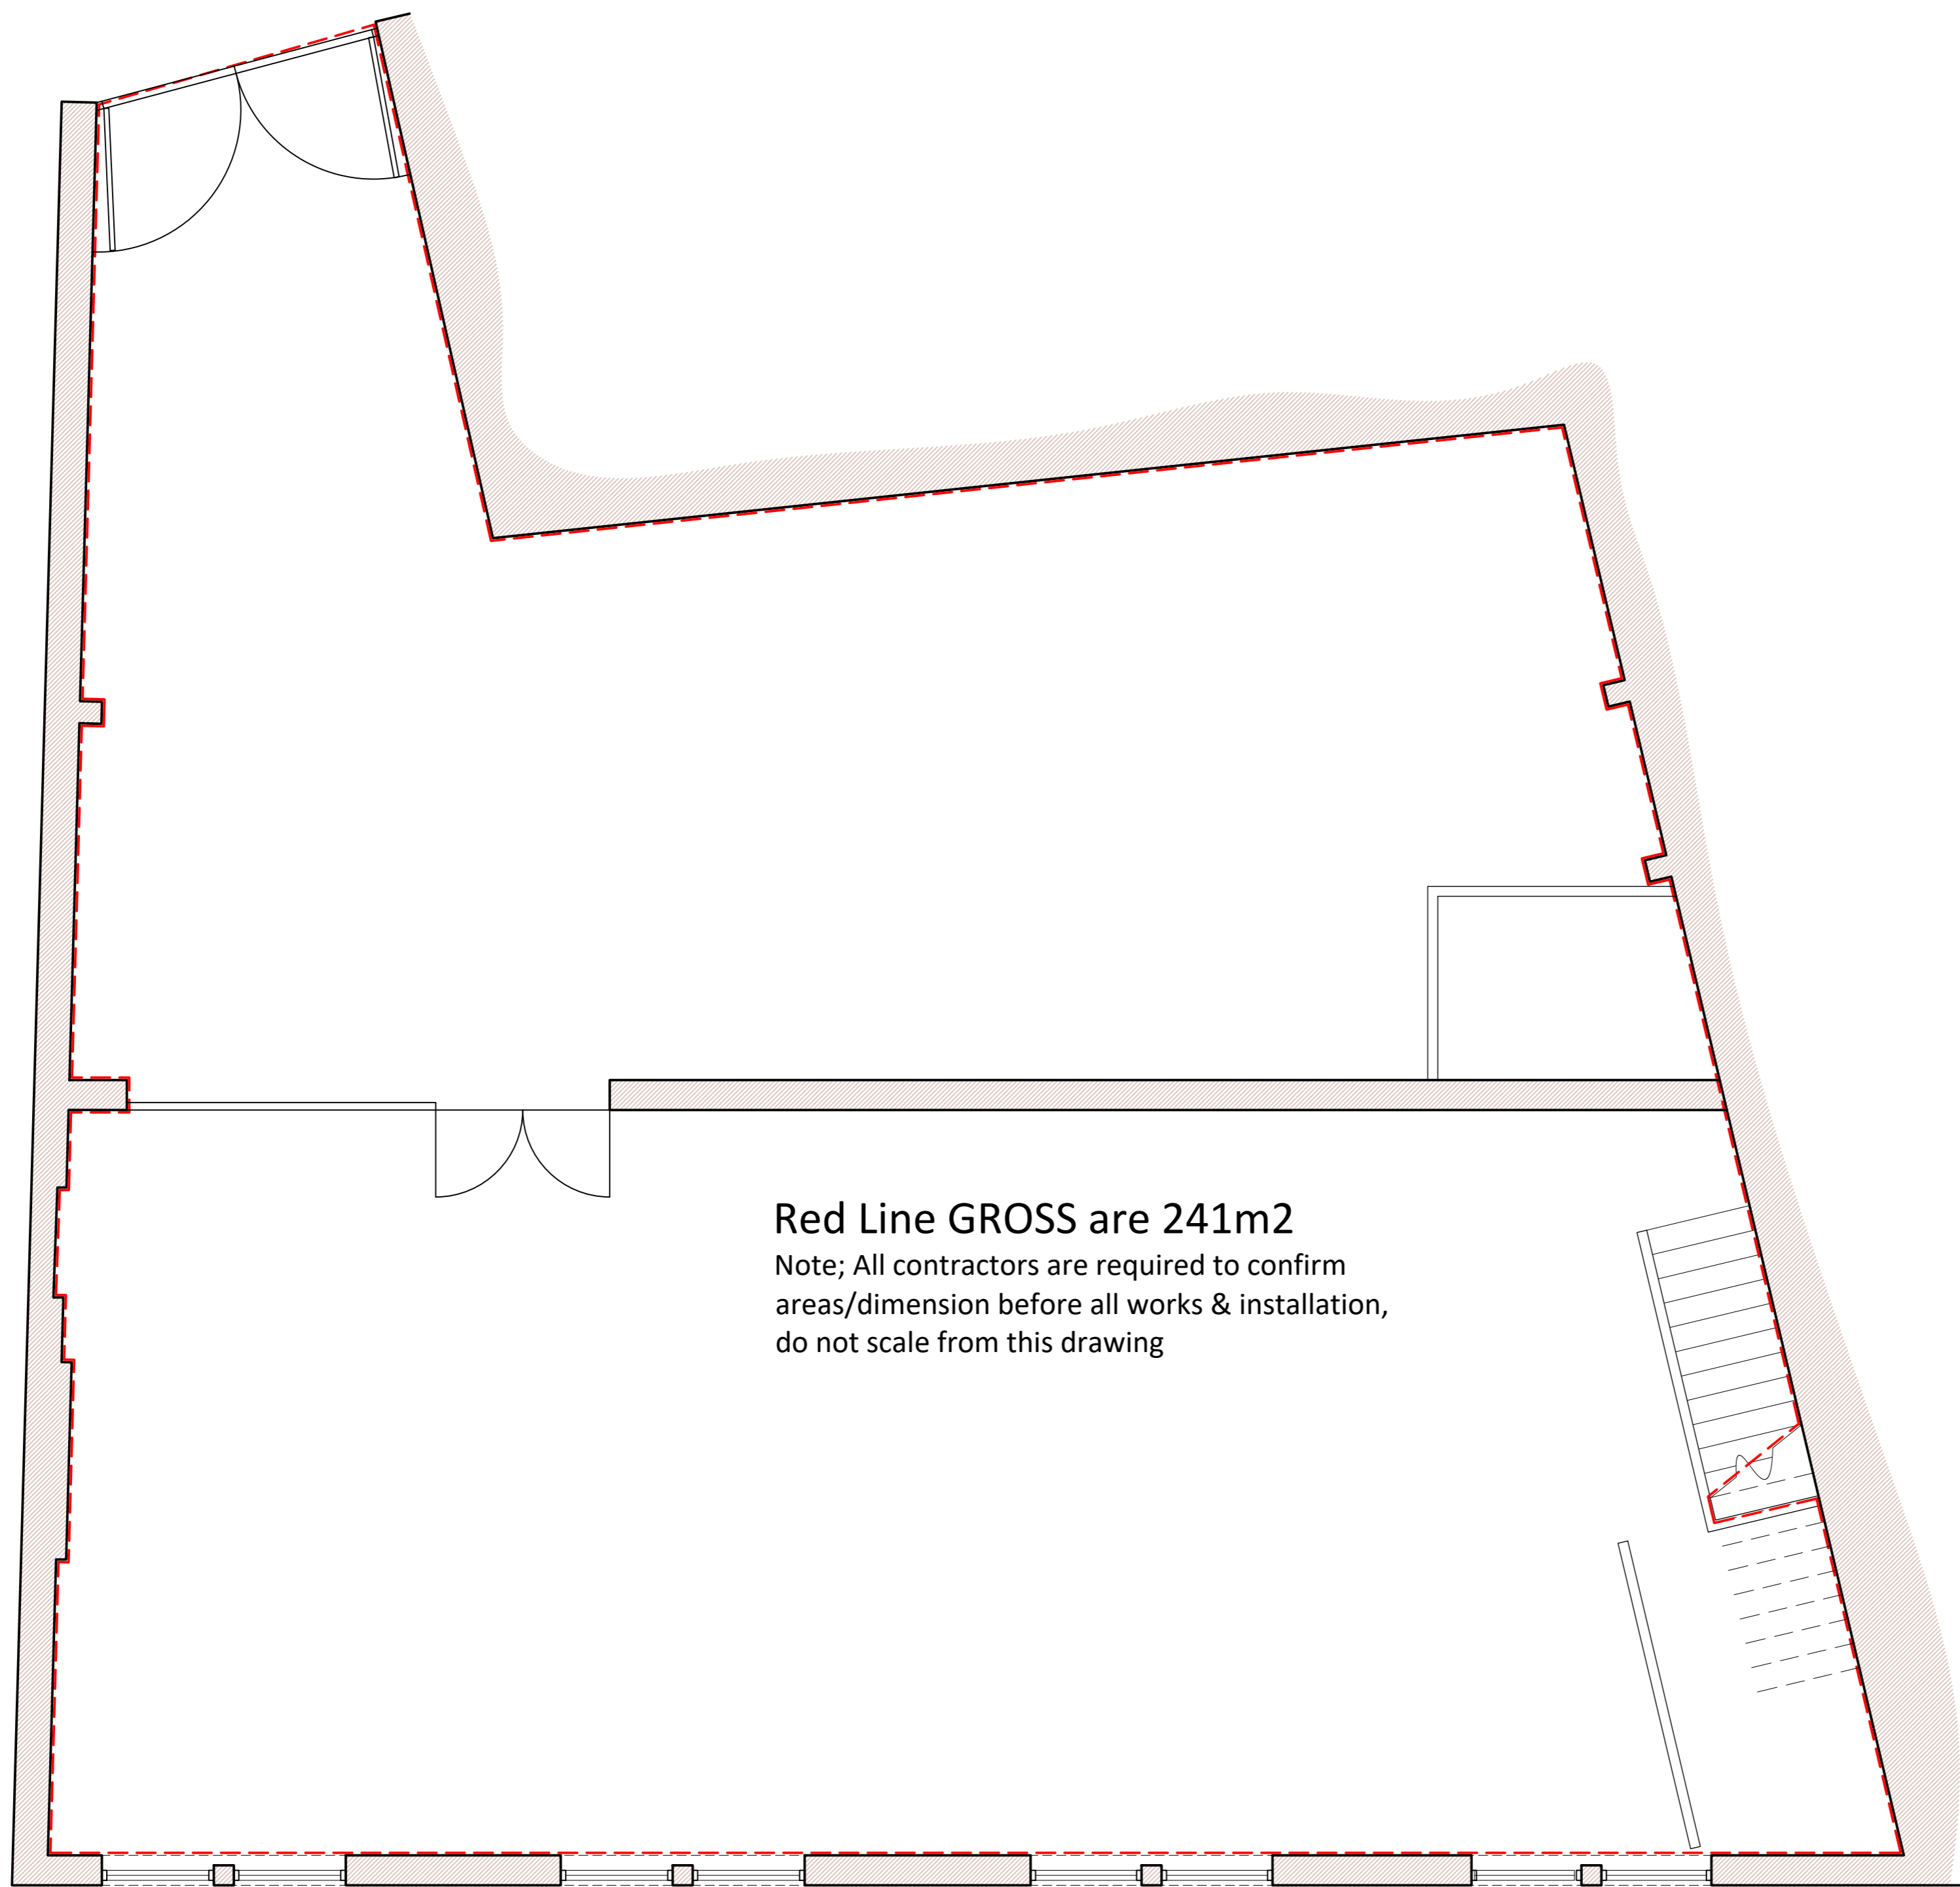 Red Line GROSS are 241m2
Note; All contractors are required to confirm
areas/dimension before all works & installation,
do not scale from this drawing